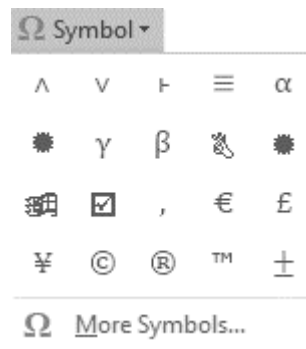 Ω Symbol
∧ ∨ ⊦ ≡ α
γ β
☑ , € £
¥ © ® ™ ±
Ω More Symbols...